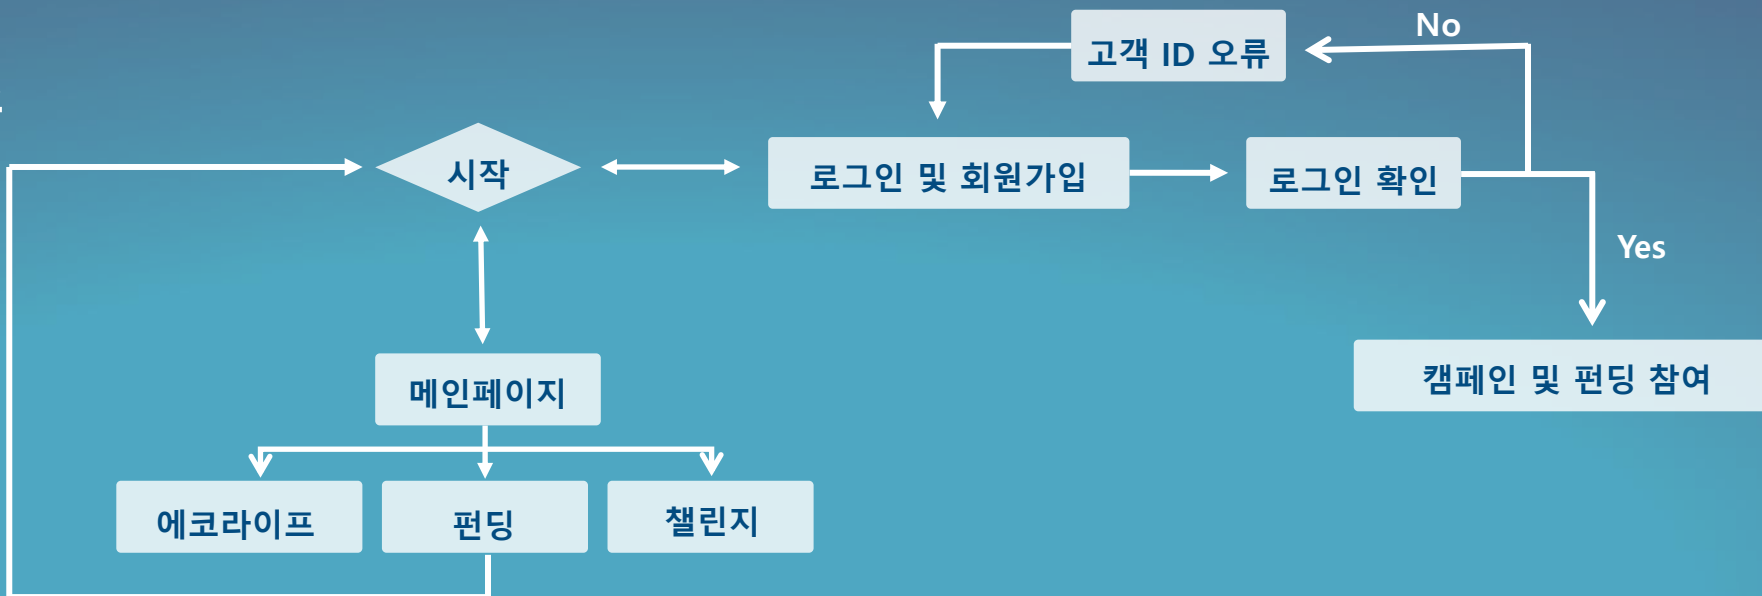 고객 ID 오류
No
시작
로그인 및 회원가입
로그인 확인
Yes
메인페이지
캠페인 및 펀딩 참여
에코라이프
펀딩
챌린지